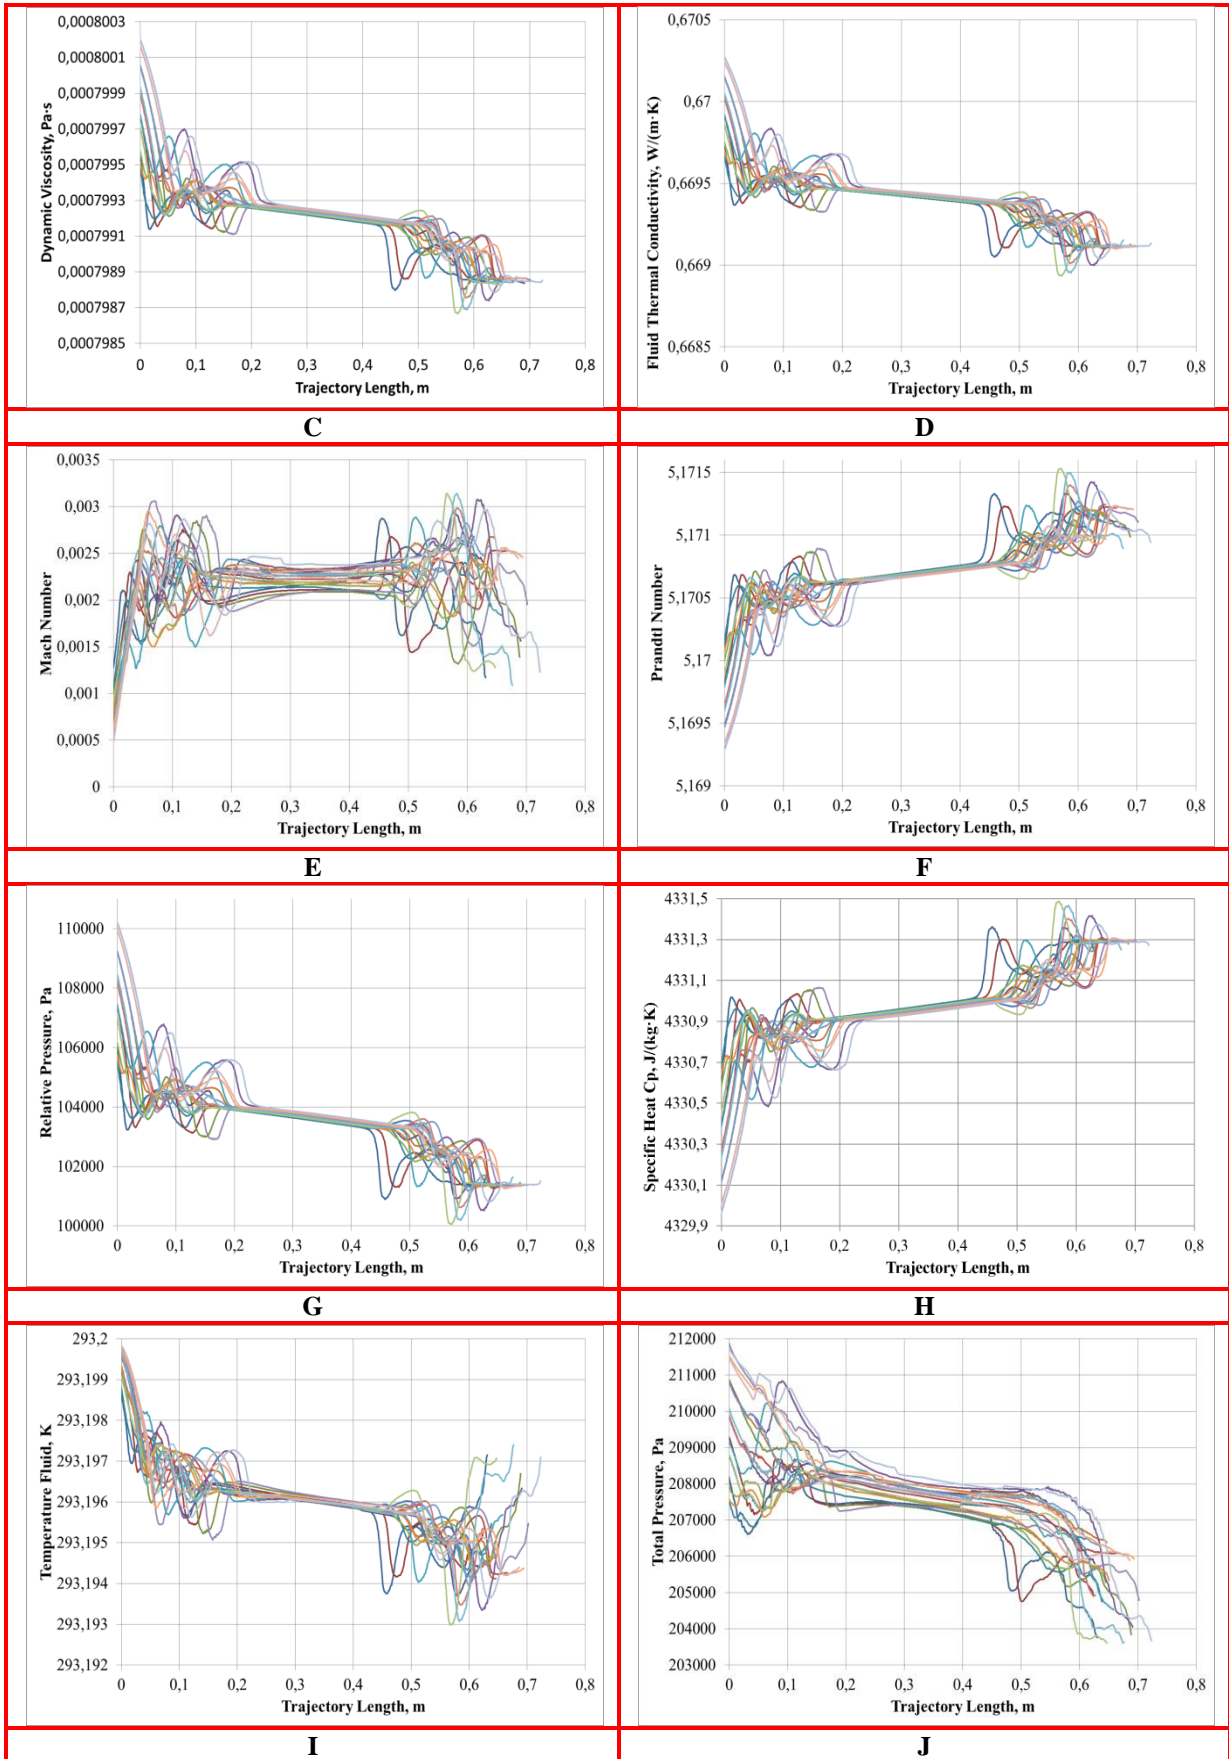 Dynamic Viscosity, Pa·s
0,0008003
0,0008001
0,0007999
0,0007997
0,0007995
0,0007993
0,0007991
0,0007989
0,0007987
0,0007985
0 0,1 0,2 0,3 0,4 0,5 0,6 0,7 0,8
Trajectory Length, m
Fluid Thermal Conductivity, W/(m·K)
0,6705
0,67
0,6695
0,669
0,6685
0 0,1 0,2 0,3 0,4 0,5 0,6 0,7 0,8
Trajectory Length, m
C
D
Mach Number
0,0035
0,003
0,0025
0,002
0,0015
0,001
0,0005
0
0 0,1 0,2 0,3 0,4 0,5 0,6 0,7 0,8
Trajectory Length, m
Prandtl Number
5,1715
5,171
5,1705
5,17
5,1695
5,169
0 0,1 0,2 0,3 0,4 0,5 0,6 0,7 0,8
Trajectory Length, m
E
F
Relative Pressure, Pa
110000
108000
106000
104000
102000
100000
0 0,1 0,2 0,3 0,4 0,5 0,6 0,7 0,8
Trajectory Length, m
Specific Heat Cp, J/(kg·K)
4331,5
4331,3
4331,1
4330,9
4330,7
4330,5
4330,3
4330,1
4329,9
0 0,1 0,2 0,3 0,4 0,5 0,6 0,7 0,8
Trajectory Length, m
G
H
Temperature Fluid, K
293,2
293,199
293,198
293,197
293,196
293,195
293,194
293,193
293,192
0 0,1 0,2 0,3 0,4 0,5 0,6 0,7 0,8
Trajectory Length, m
Total Pressure, Pa
212000
211000
210000
209000
208000
207000
206000
205000
204000
203000
0 0,1 0,2 0,3 0,4 0,5 0,6 0,7 0,8
Trajectory Length, m
I
J